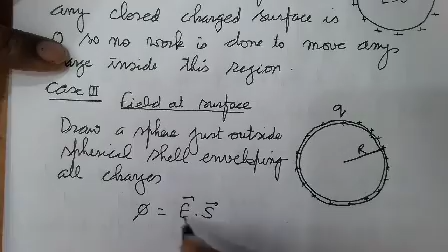 any closed charged surface is
0 so no work is done to move any
inside this region.
Case III Field at surface
Draw a sphere just outside
spherical shell enveloping
all charges
ϕ = E⃗ . S⃗
q
R